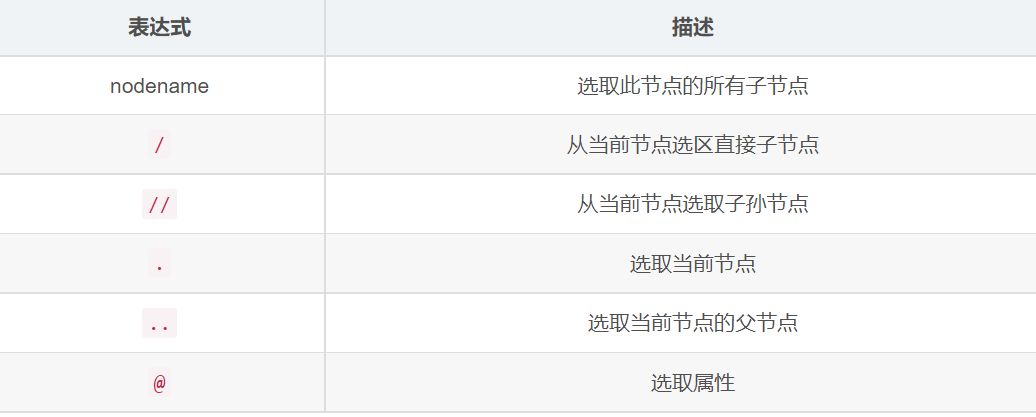 表达式 描述
nodename 选取此节点的所有子节点
/ 从当前节点选区直接子节点
// 从当前节点选取子孙节点
. 选取当前节点
.. 选取当前节点的父节点
@ 选取属性